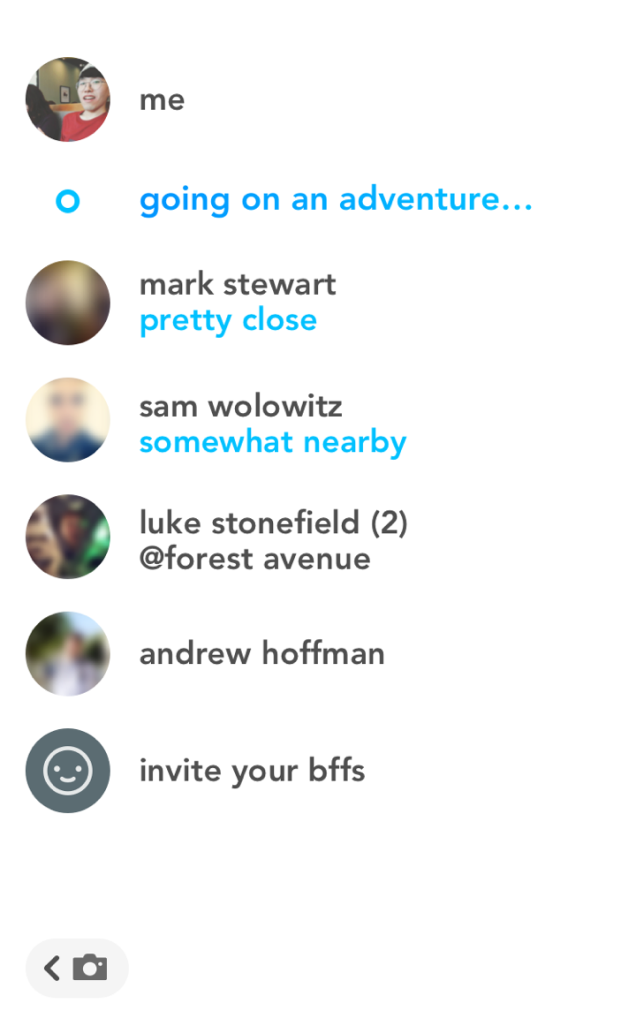 me
going on an adventure...
mark stewart
pretty close
sam wolowitz
somewhat nearby
luke stonefield (2)
@forest avenue
andrew hoffman
invite your bffs